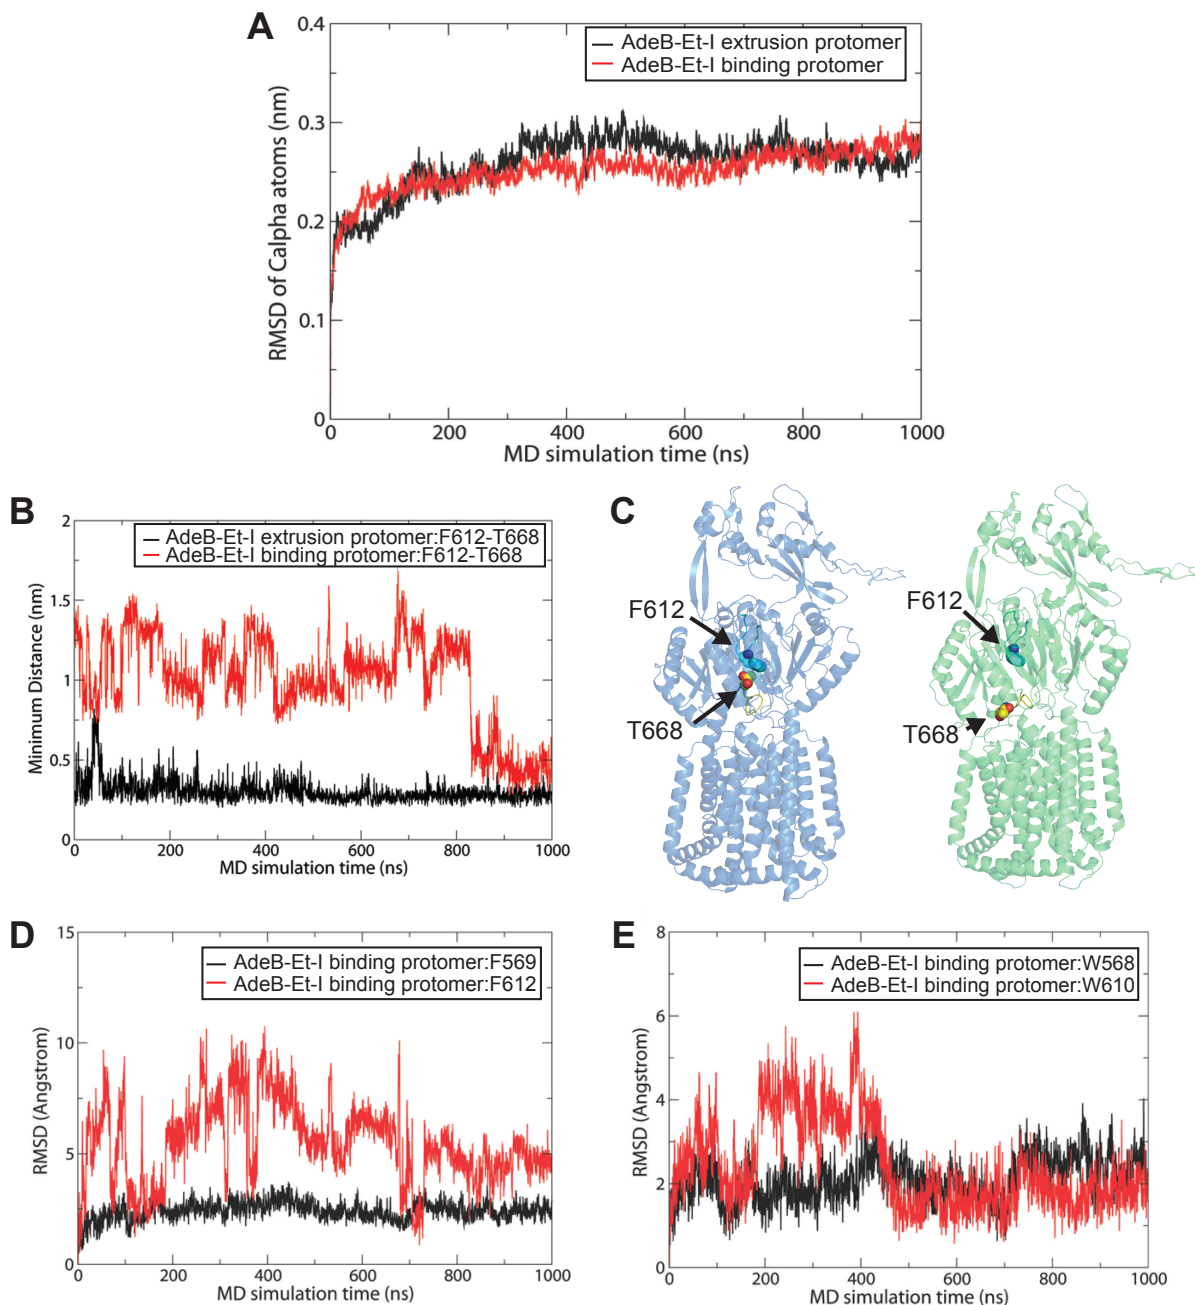 A
0.4
0.3
0.2
0.1
0
RMSD of Calpha atoms (nm)
AdeB-Et-I extrusion protomer
AdeB-Et-I binding protomer
0 200 400 600 800 1000
MD simulation time (ns)
B
2
1.5
1
0.5
0
Minimum Distance (nm)
AdeB-Et-I extrusion protomer:F612-T668
AdeB-Et-I binding protomer:F612-T668
0 200 400 600 800 1000
MD simulation time (ns)
C
F612
T668
F612
T668
D
15
10
5
0
RMSD (Angstrom)
AdeB-Et-I binding protomer:F569
AdeB-Et-I binding protomer:F612
0 200 400 600 800 1000
MD simulation time (ns)
E
8
6
4
2
0
RMSD (Angstrom)
AdeB-Et-I binding protomer:W568
AdeB-Et-I binding protomer:W610
0 200 400 600 800 1000
MD simulation time (ns)